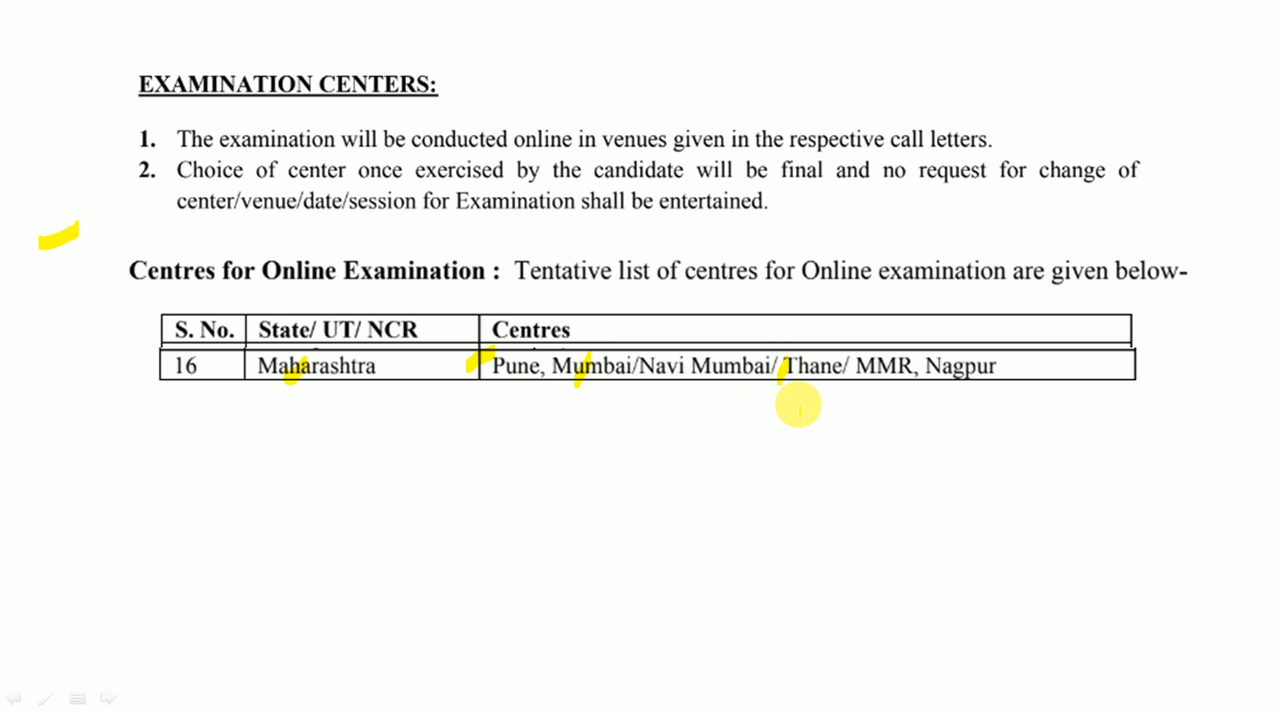 EXAMINATION CENTERS:
1. The examination will be conducted online in venues given in the respective call letters.
2. Choice of center once exercised by the candidate will be final and no request for change of
center/venue/date/session for Examination shall be entertained.
Centres for Online Examination : Tentative list of centres for Online examination are given below-
S. No. State/ UT/ NCR Centres
16 Maharashtra Pune, Mumbai/Navi Mumbai/ Thane/ MMR, Nagpur